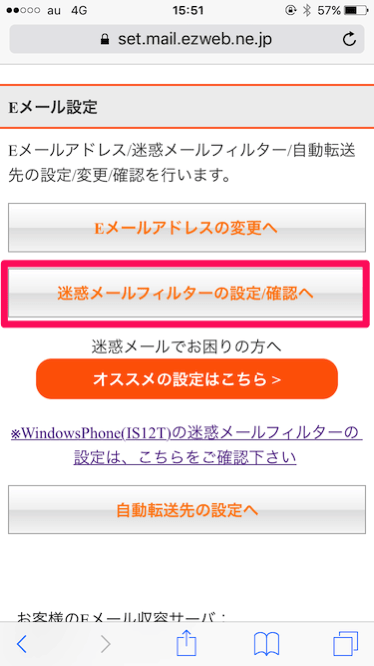 au 4G 15:51 57%
set.mail.ezweb.ne.jp
Eメール設定
Eメールアドレス/迷惑メールフィルター/自動転送
先の設定/変更/確認を行います。
Eメールアドレスの変更へ
迷惑メールフィルターの設定/確認へ
迷惑メールでお困りの方へ
オススメの設定はこちら >
※WindowsPhone(IS12T)の迷惑メールフィルターの
設定は、こちらをご確認下さい
自動転送先の設定へ
お客様のEメール収容サーバ：